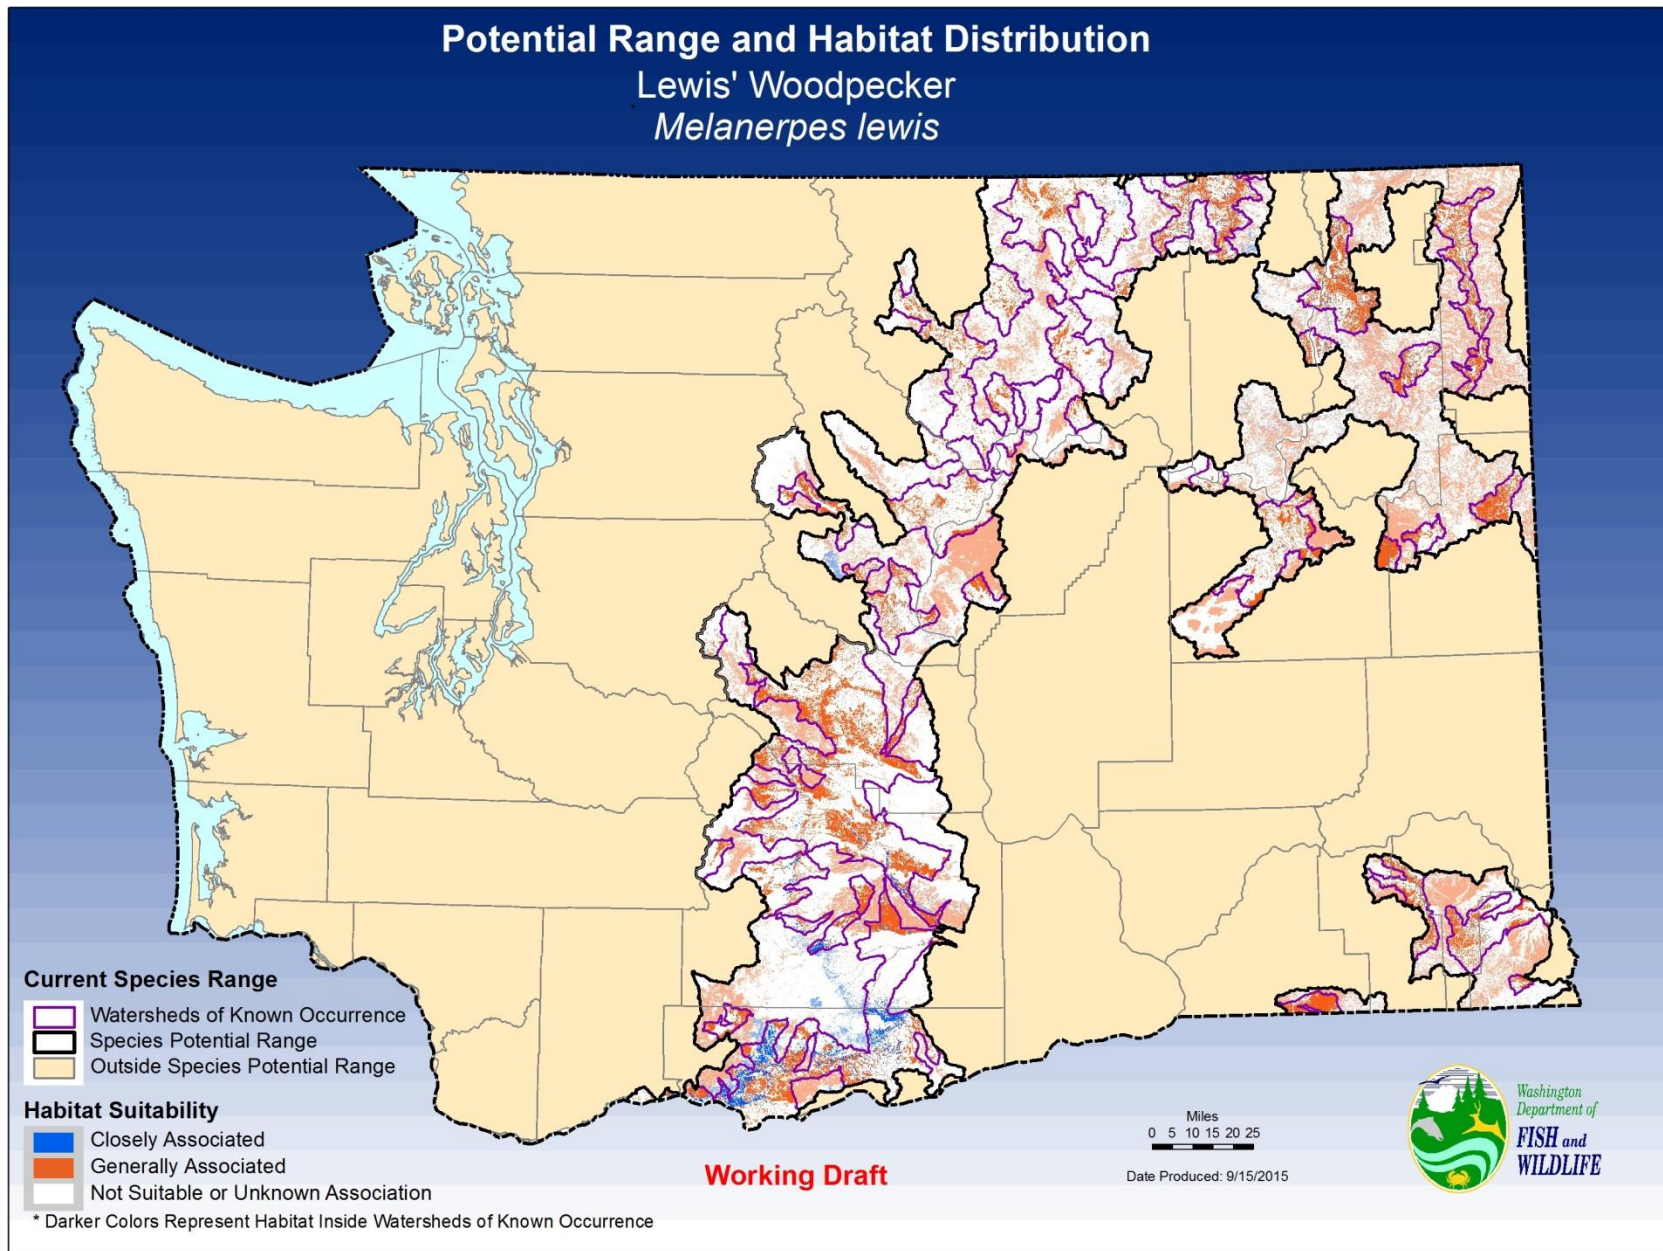 Potential Range and Habitat Distribution
Lewis' Woodpecker
Melanerpes lewis
Current Species Range
Watersheds of Known Occurrence
Species Potential Range
Outside Species Potential Range
Habitat Suitability
Closely Associated
Generally Associated
Not Suitable or Unknown Association
* Darker Colors Represent Habitat Inside Watersheds of Known Occurrence
Working Draft
Miles
0 5 10 15 20 25
Date Produced: 9/15/2015
Washington
Department of
FISH and
WILDLIFE